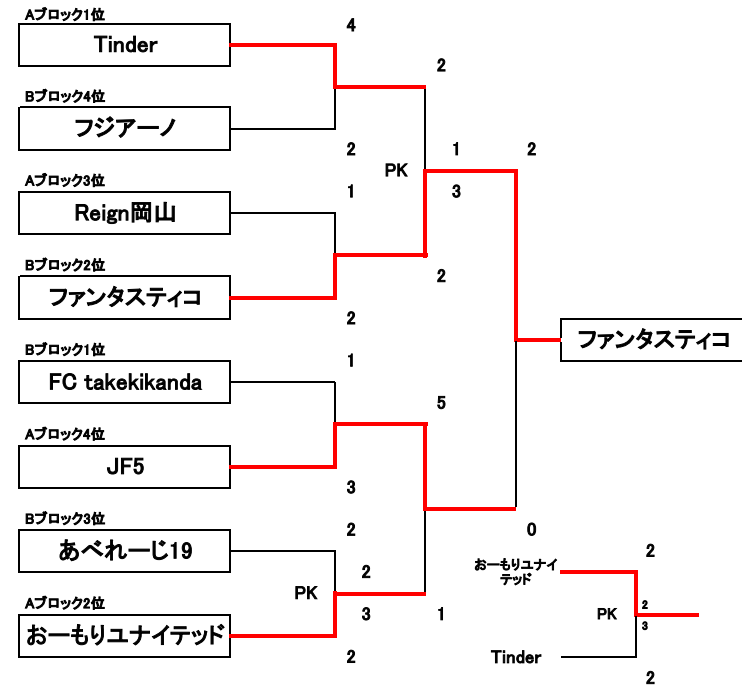 Aブロック1位
Tinder
4
2
Bブロック4位
フジアーノ
2
PK
1
2
Aブロック3位
1
3
Reign岡山
2
Bブロック2位
ファンタスティコ
2
ファンタスティコ
Bブロック1位
1
FC takekikanda
5
Aブロック4位
JF5
3
Bブロック3位
2
0
あべれーじ19
2
おーもりユナイ
テッド
2
PK
Aブロック2位
3
1
PK
2
3
おーもりユナイテッド
2
Tinder
2